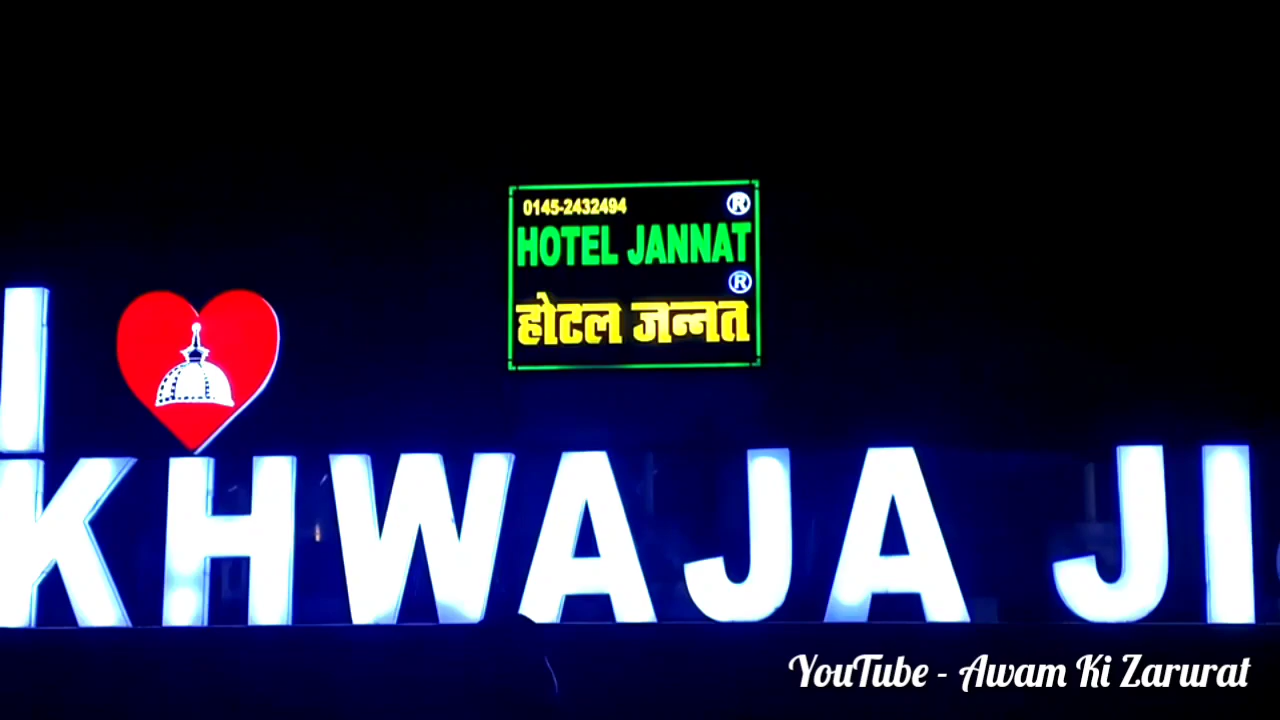 0145-2432494 ®
HOTEL JANNAT
®
होटल जन्नत
I
KHWAJA JI
YouTube - Awam Ki Zarurat